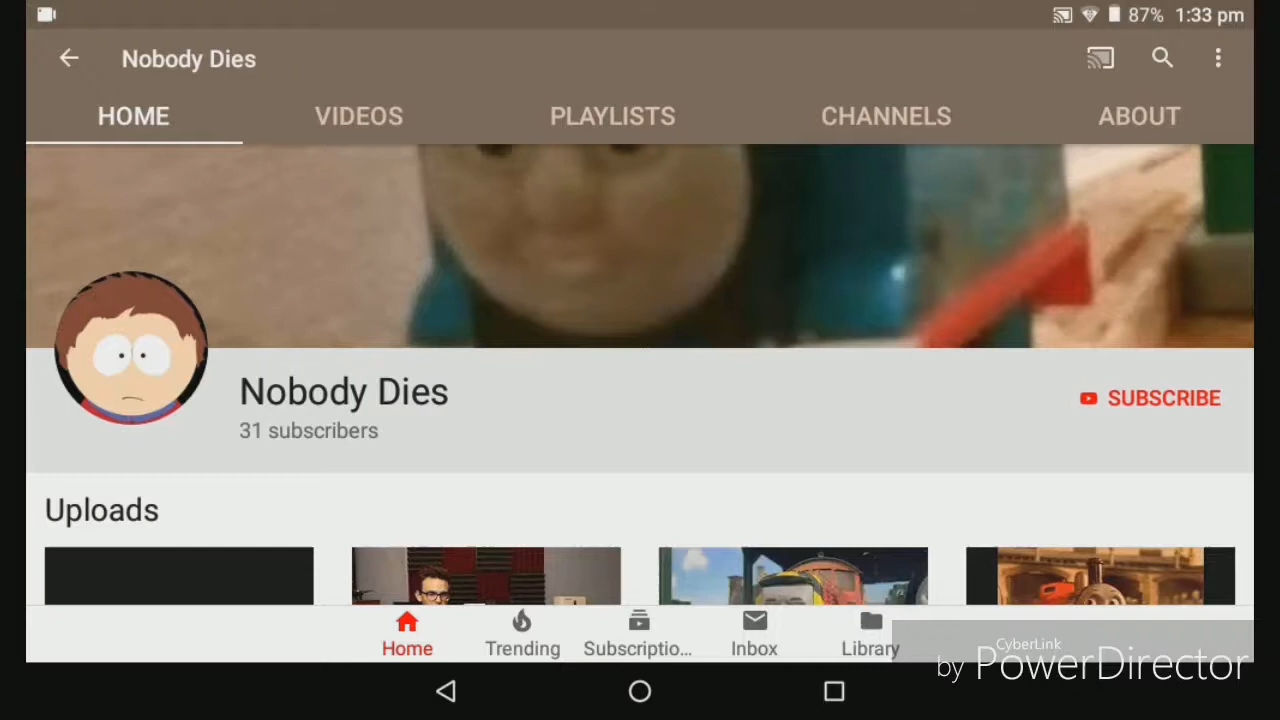 87% 1:33 pm
Nobody Dies
HOME VIDEOS PLAYLISTS CHANNELS ABOUT
Nobody Dies
31 subscribers
SUBSCRIBE
Uploads
Home Trending Subscriptio... Inbox Library
CyberLink
by PowerDirector